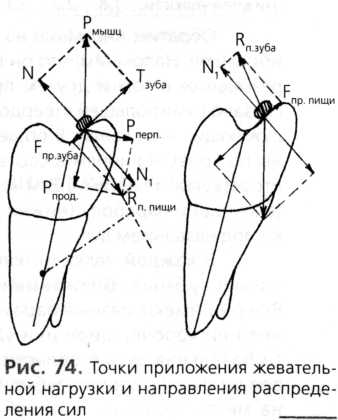 P мышц
N
T зуба
P перп.
F пр.зуба
P прод.
N₁
R п, пищи
R п.зуба
N₁
F пр. пищи
Рис. 74. Точки приложения жеватель-
ной нагрузки и направления распреде-
ления сил